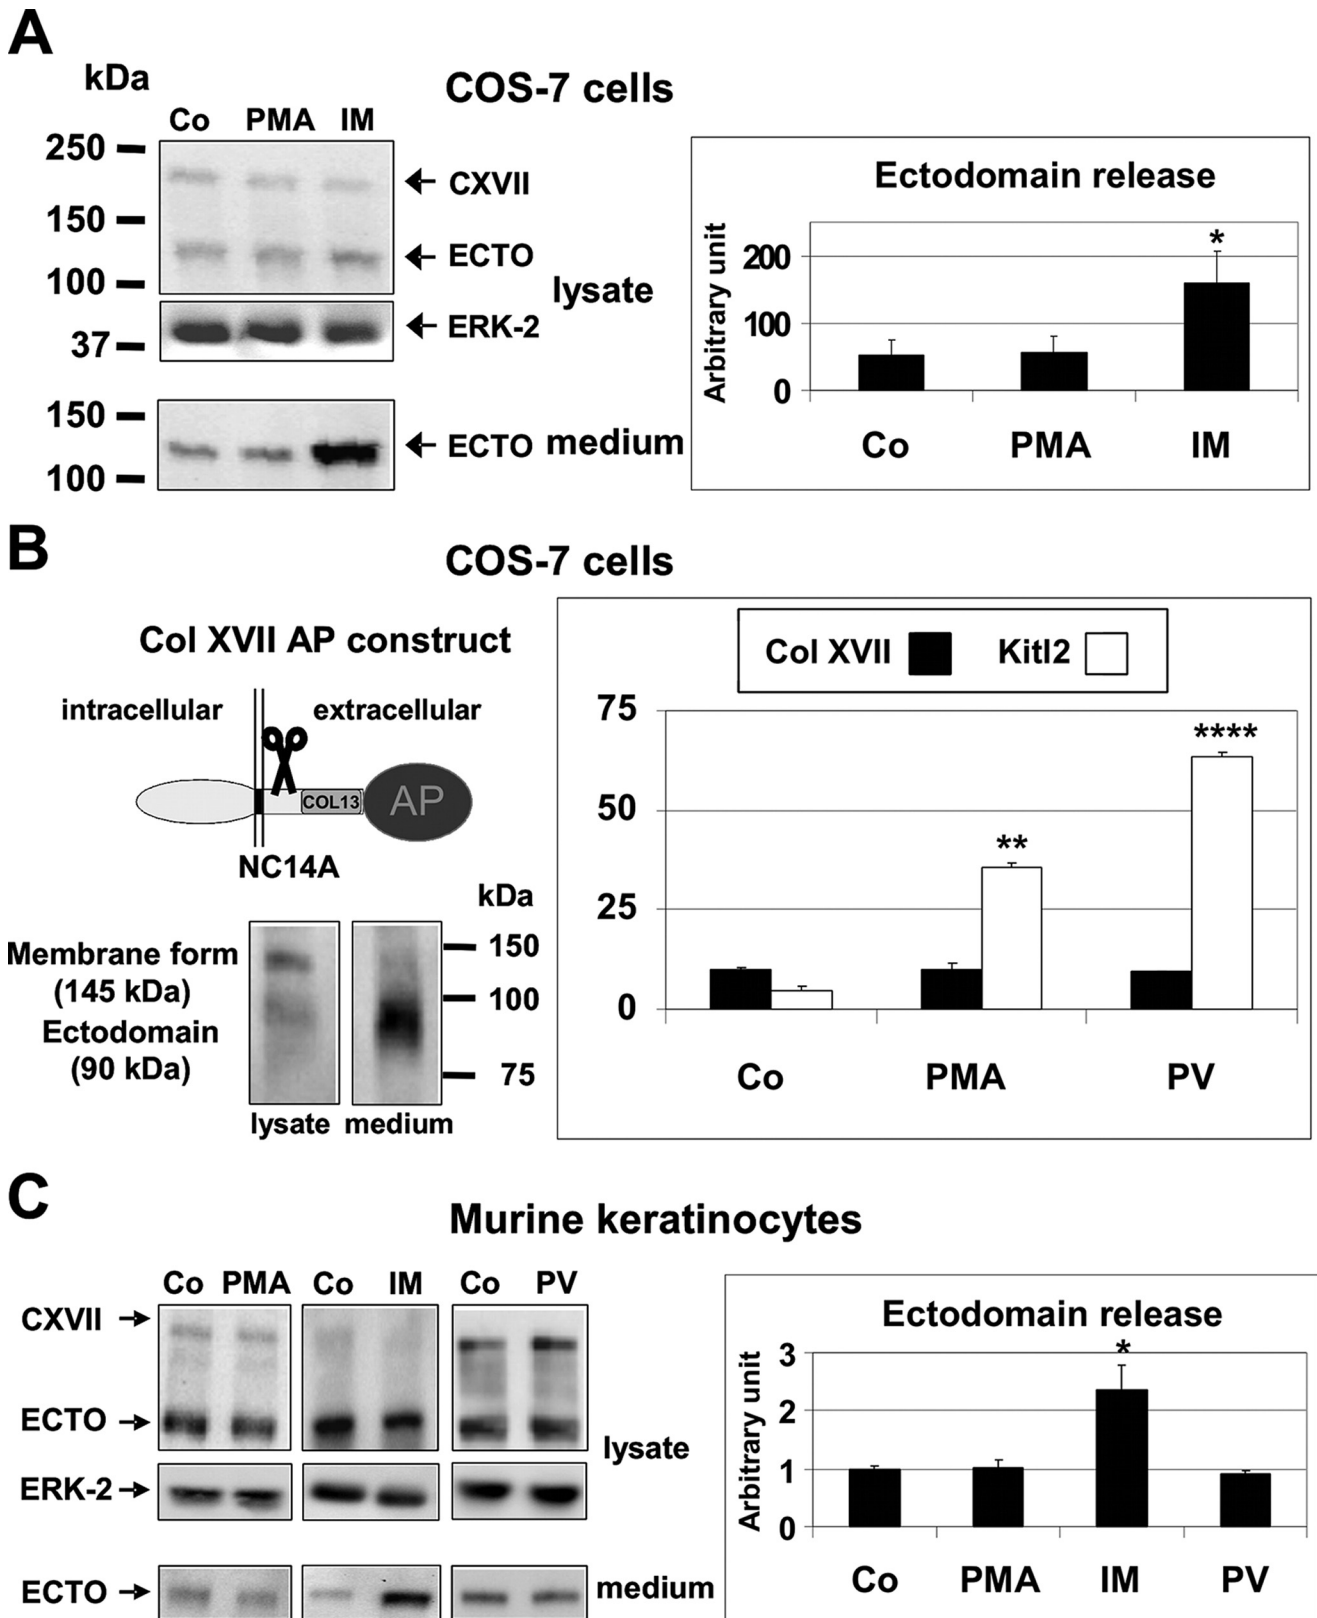 A
kDa
COS-7 cells
Co PMA IM
250
150
100
37
150
100
CXVII
ECTO
lysate
ERK-2
ECTO medium
Ectodomain release
Arbitrary unit
200
100
0
*
Co PMA IM
B
COS-7 cells
Col XVII AP construct
intracellular extracellular
COL13
AP
NC14A
kDa
Membrane form
(145 kDa)
Ectodomain
(90 kDa)
150
100
75
lysate medium
Col XVII Kitl2
75
50
25
0
**
****
Co PMA PV
C
Murine keratinocytes
Co PMA Co IM Co PV
CXVII
ECTO
lysate
ERK-2
ECTO
medium
Ectodomain release
Arbitrary unit
3
2
1
0
*
Co PMA IM PV